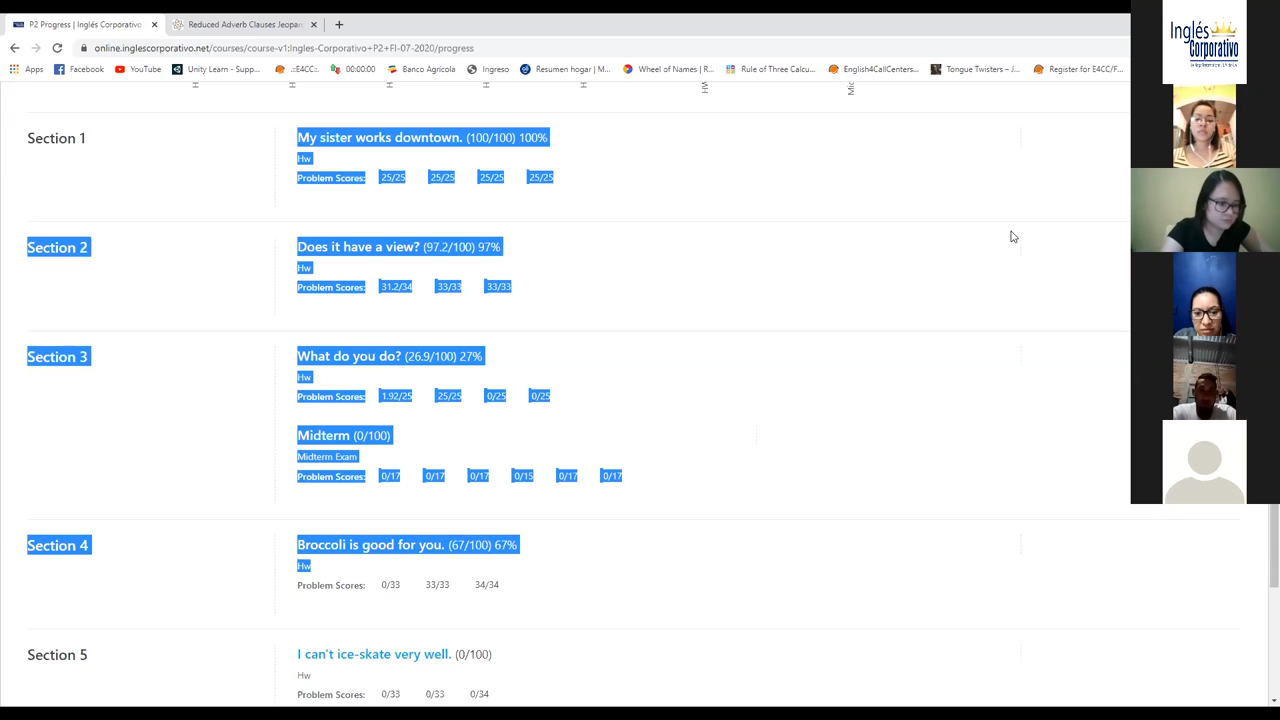 P2 Progress | Inglés Corporativo
Reduced Adverb Clauses Jeopar
online.inglescorporativo.net/courses/course-v1:Ingles-Corporativo+P2+FI-07-2020/progress
Apps
Facebook
YouTube
Unity Learn - Supp...
.::E4CC::.
00:00:00
Banco Agrícola
Ingreso
Resumen hogar | M...
Wheel of Names | R...
Rule of Three Calcu...
English4CallCenters...
Tongue Twisters – J...
Register for E4CC/F...
Inglés
Corporativo
Section 1
My sister works downtown. (100/100) 100%
Hw
Problem Scores: 25/25 25/25 25/25 25/25
Section 2
Does it have a view? (97.2/100) 97%
Hw
Problem Scores: 31.2/34 33/33 33/33
Section 3
What do you do? (26.9/100) 27%
Hw
Problem Scores: 1.92/25 25/25 0/25 0/25
Midterm (0/100)
Midterm Exam
Problem Scores: 0/17 0/17 0/17 0/15 0/17 0/17
Section 4
Broccoli is good for you. (67/100) 67%
Hw
Problem Scores: 0/33 33/33 34/34
Section 5
I can't ice-skate very well. (0/100)
Hw
Problem Scores: 0/33 0/33 0/34